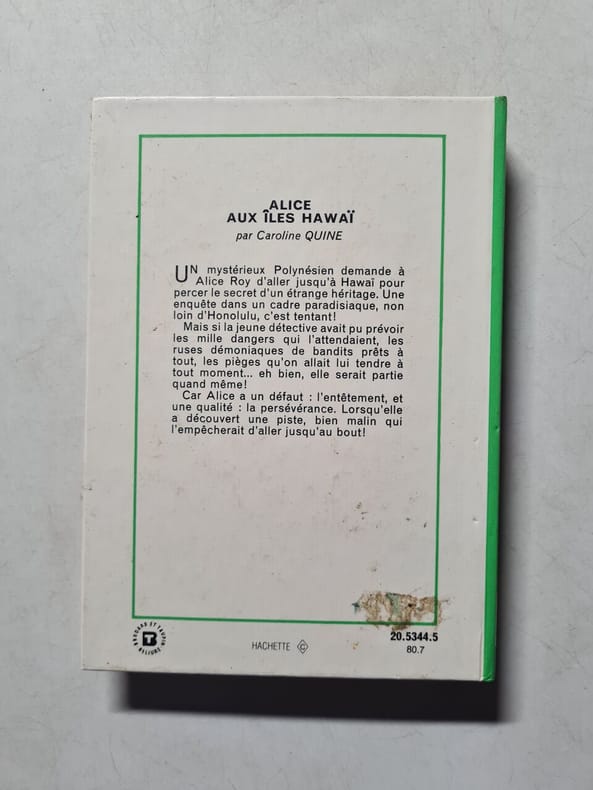 ALICE
AUX ÎLES HAWAÏ
par Caroline QUINE
UN mystérieux Polynésien demande à
Alice Roy d'aller jusqu'à Hawaï pour
percer le secret d'un étrange héritage. Une
enquête dans un cadre paradisiaque, non
loin d'Honolulu, c'est tentant!
Mais si la jeune détective avait pu prévoir
les mille dangers qui l'attendaient, les
ruses démoniaques de bandits prêts à
tout, les pièges qu'on allait lui tendre à
tout moment... eh bien, elle serait partie
quand même!
Car Alice a un défaut : l'entêtement, et
une qualité : la persévérance. Lorsqu'elle
a découvert une piste, bien malin qui
l'empêcherait d'aller jusqu'au bout!
BRODARD ET TAUPIN
RELIURE
HACHETTE C
20.5344.5
80.7